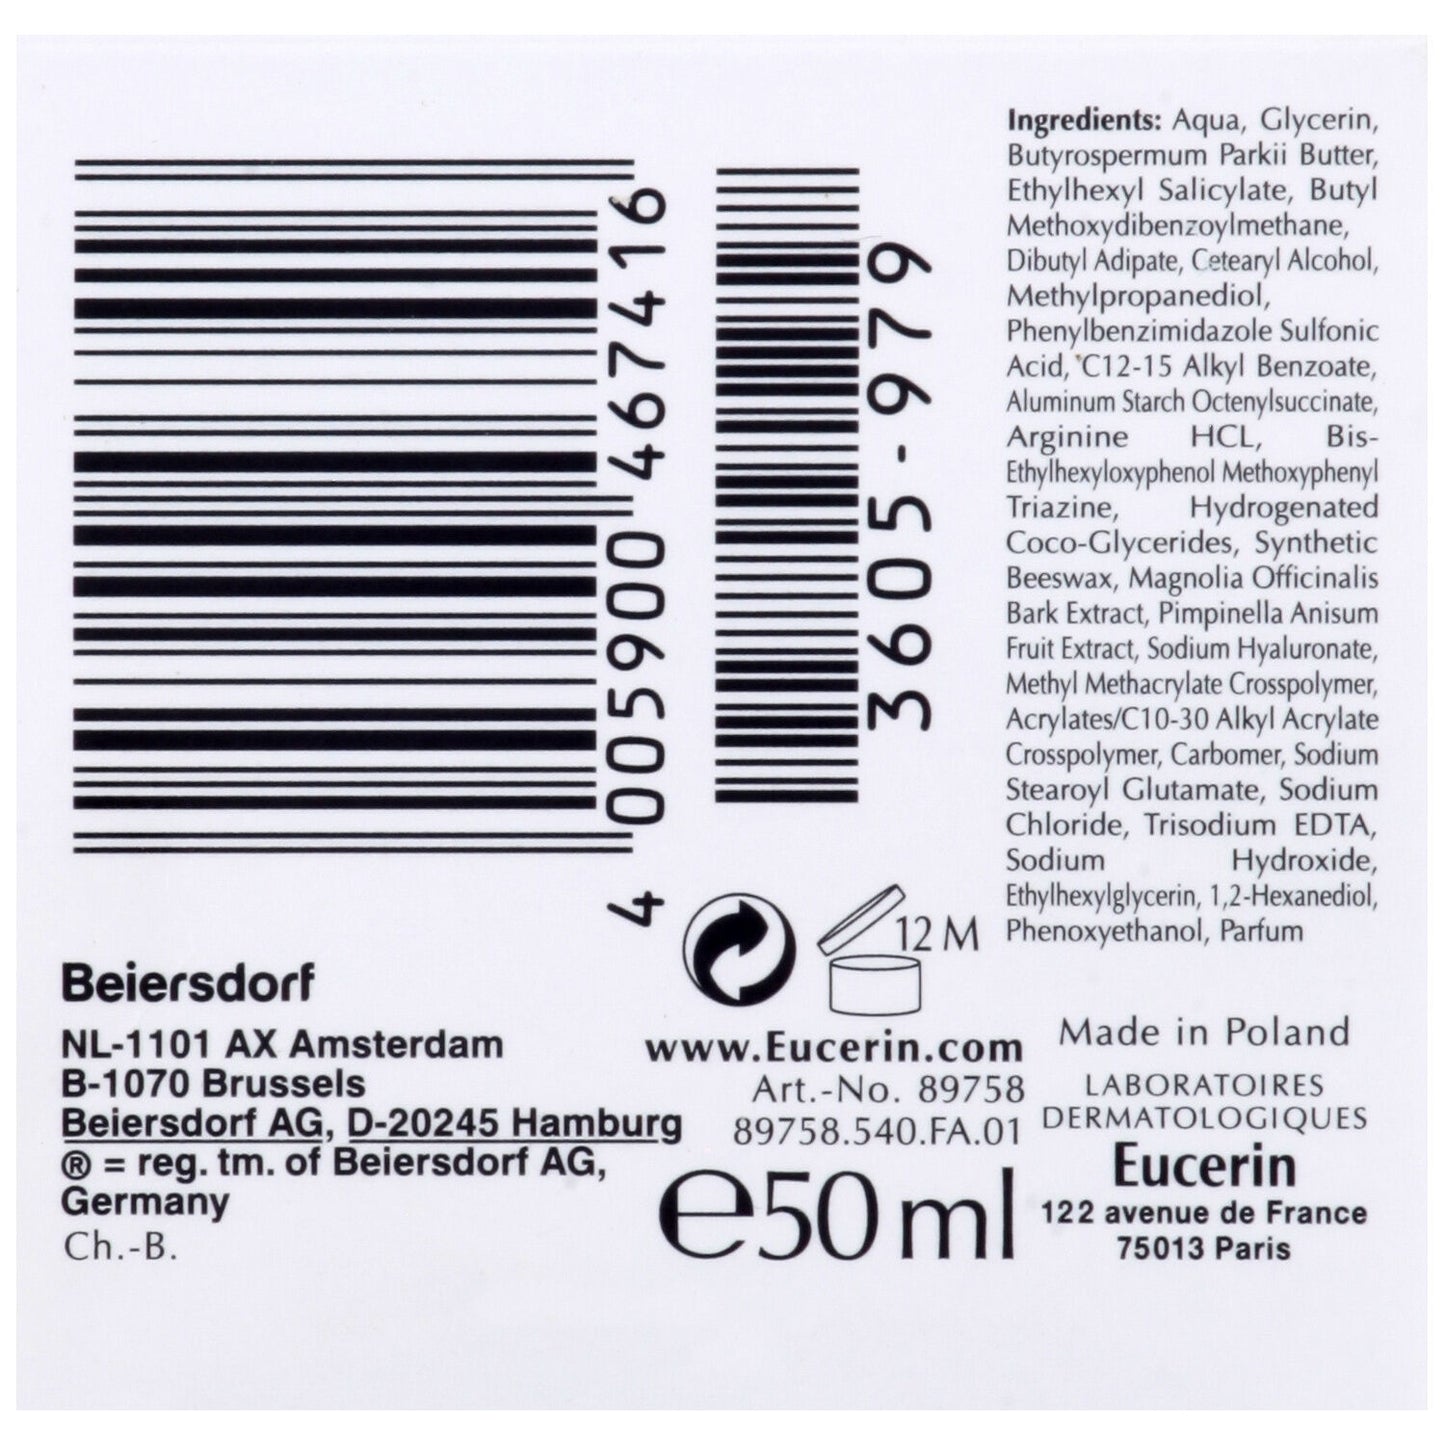 4 005900 467416
3605-979
Ingredients: Aqua, Glycerin,
Butyrospermum Parkii Butter,
Ethylhexyl Salicylate, Butyl
Methoxydibenzoylmethane,
Dibutyl Adipate, Cetearyl Alcohol,
Methylpropanediol,
Phenylbenzimidazole Sulfonic
Acid, C12-15 Alkyl Benzoate,
Aluminum Starch Octenylsuccinate,
Arginine HCL, Bis-
Ethylhexyloxyphenol Methoxyphenyl
Triazine, Hydrogenated
Coco-Glycerides, Synthetic
Beeswax, Magnolia Officinalis
Bark Extract, Pimpinella Anisum
Fruit Extract, Sodium Hyaluronate,
Methyl Methacrylate Crosspolymer,
Acrylates/C10-30 Alkyl Acrylate
Crosspolymer, Carbomer, Sodium
Stearoyl Glutamate, Sodium
Chloride, Trisodium EDTA,
Sodium Hydroxide,
Ethylhexylglycerin, 1,2-Hexanediol,
Phenoxyethanol, Parfum
12 M
Beiersdorf
NL-1101 AX Amsterdam
B-1070 Brussels
Beiersdorf AG, D-20245 Hamburg
® = reg. tm. of Beiersdorf AG,
Germany
Ch.-B.
www.Eucerin.com
Art.-No. 89758
89758.540.FA.01
℮50 ml
Made in Poland
LABORATOIRES
DERMATOLOGIQUES
Eucerin
122 avenue de France
75013 Paris